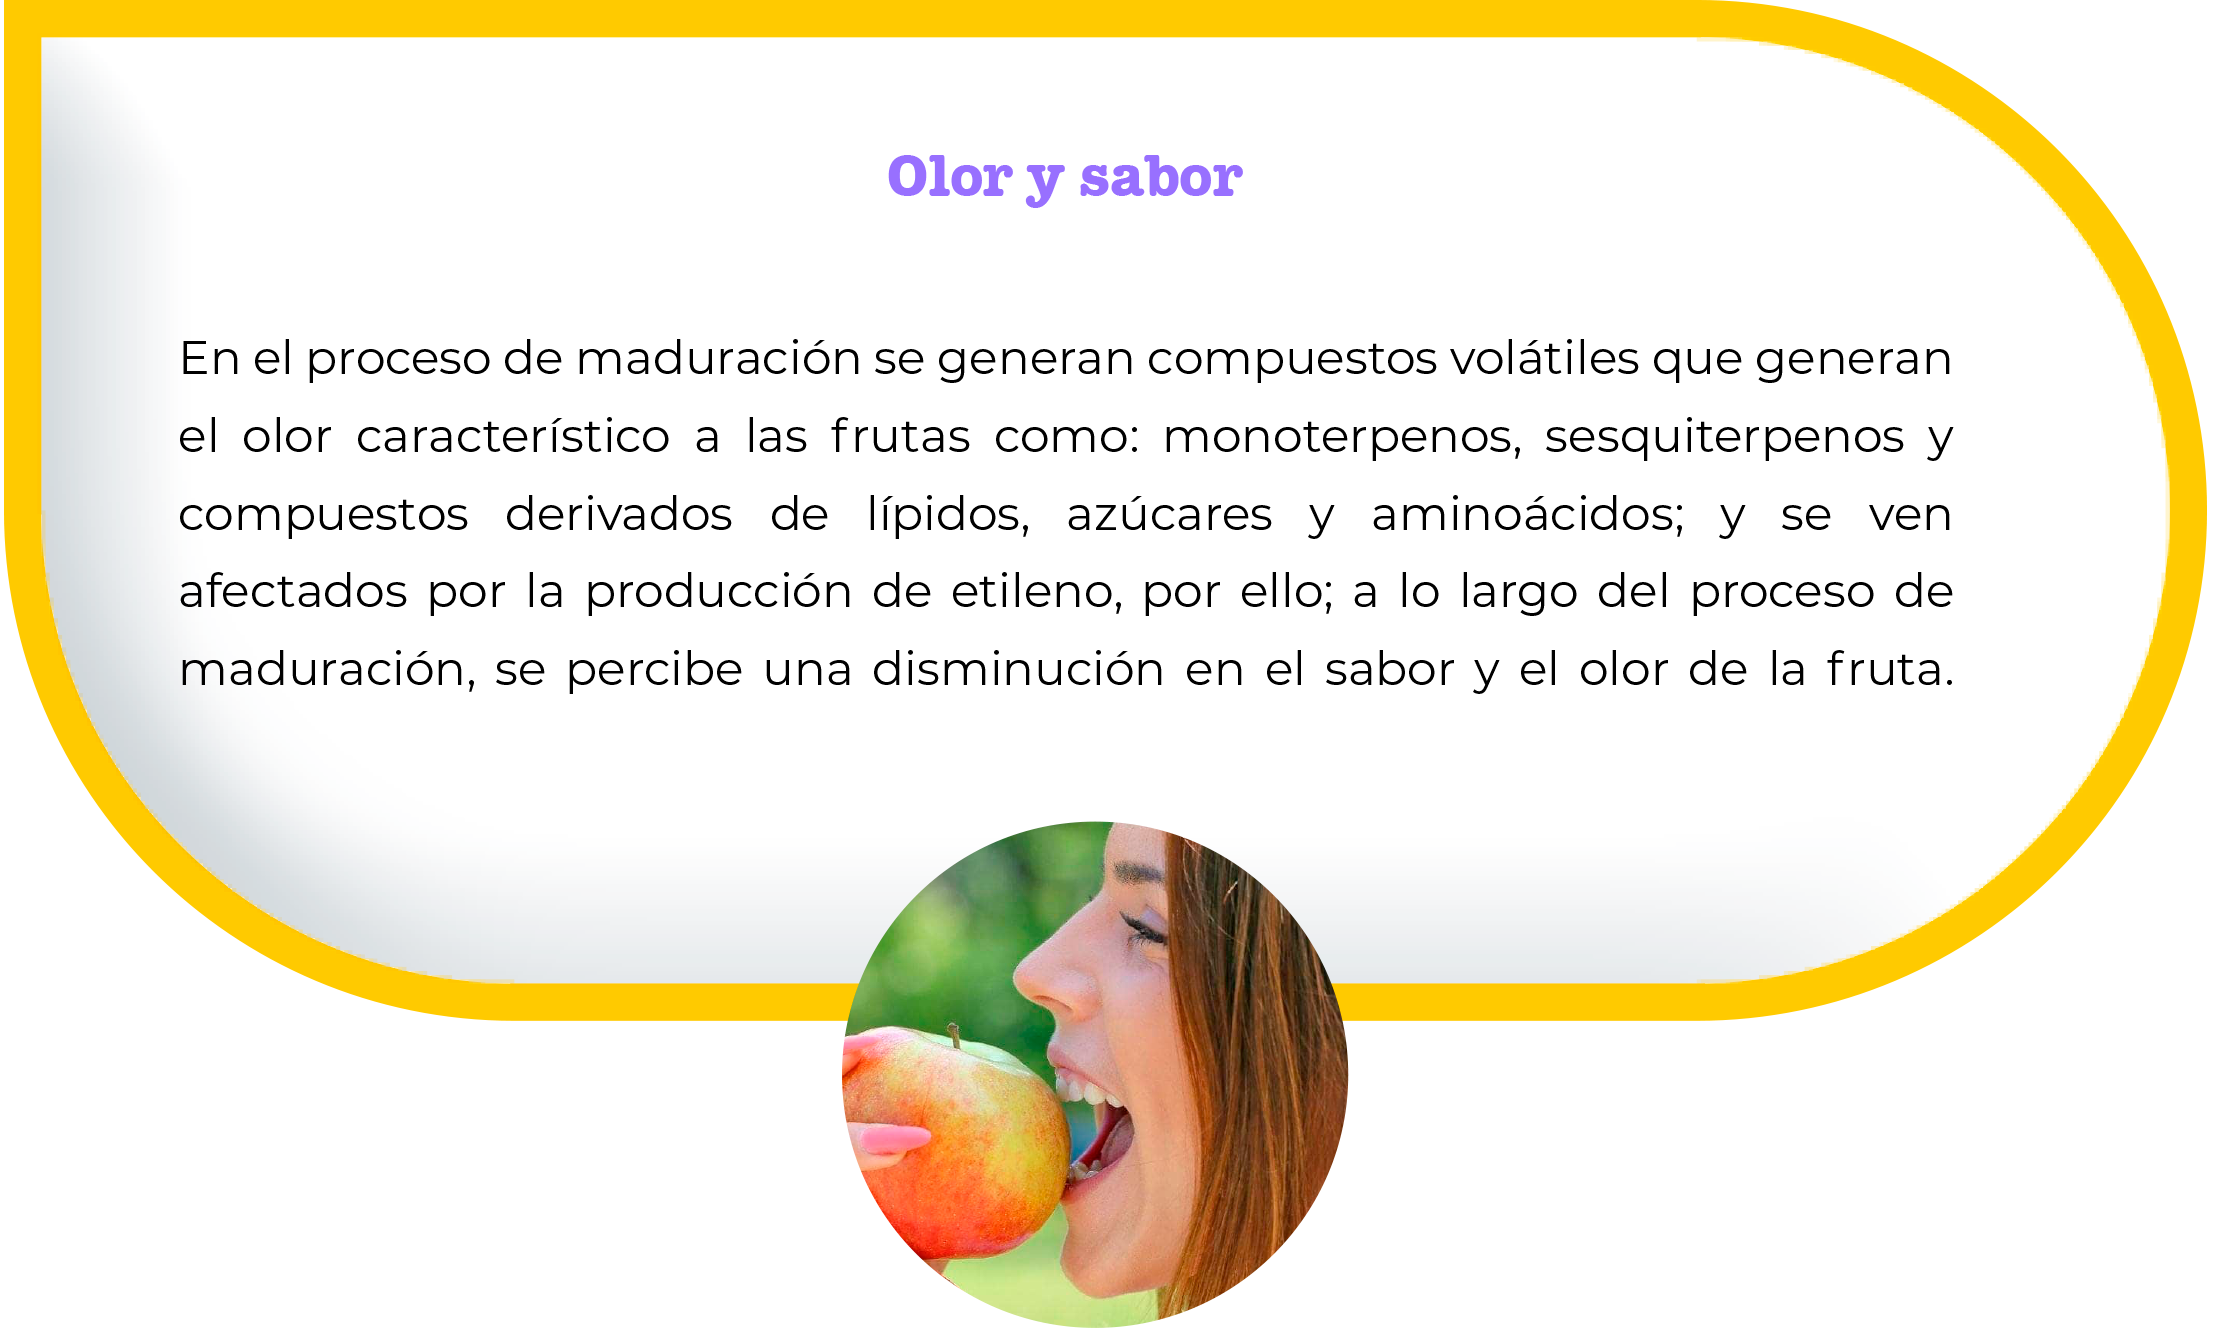 Olor y sabor
En el proceso de maduración se generan compuestos volátiles que generan
el olor característico a las frutas como: monoterpenos, sesquiterpenos y
compuestos derivados de lípidos, azúcares y aminoácidos; y se ven
afectados por la producción de etileno, por ello; a lo largo del proceso de
maduración, se percibe una disminución en el sabor y el olor de la fruta.